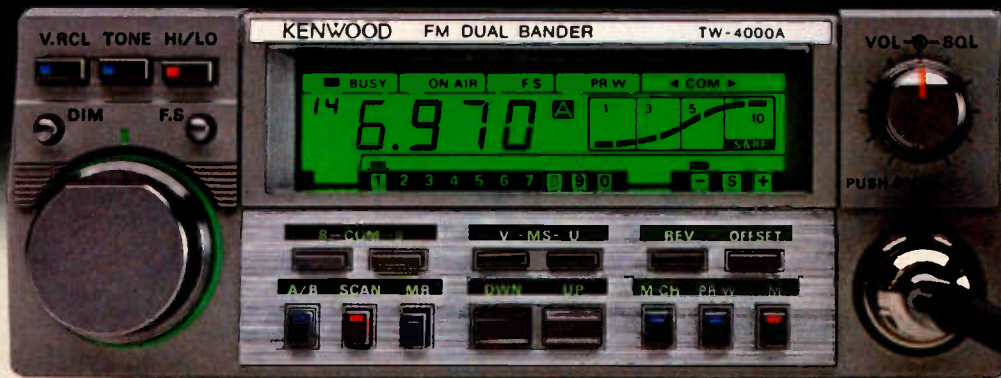 V.RCL TONE HI/LO
KENWOOD FM DUAL BANDER TW-4000A
VOL SQL
BUSY ON AIR F.S PR W ◄ COM ►
14 6.970 A 1 3 5 10
S&RF
DIM F.S
1 2 3 4 5 6 7 8 9 0 - S +
COM V - MS - U REV OFFSET
A/B SCAN MR DWN UP M.CH PR.W M